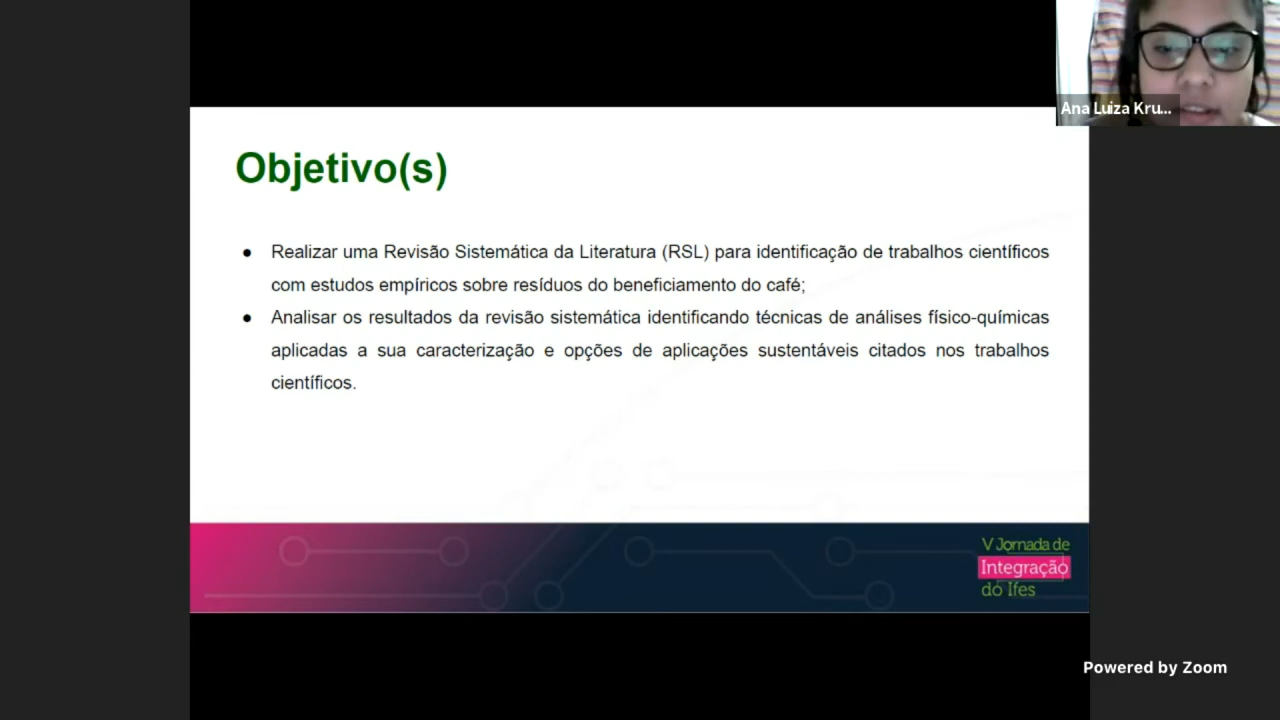 Ana Luiza Kru...
Objetivo(s)
● Realizar uma Revisão Sistemática da Literatura (RSL) para identificação de trabalhos científicos
com estudos empíricos sobre resíduos do beneficiamento do café;
● Analisar os resultados da revisão sistemática identificando técnicas de análises físico-químicas
aplicadas a sua caracterização e opções de aplicações sustentáveis citados nos trabalhos
científicos.
V Jornada de
Integração
do Ifes
Powered by Zoom